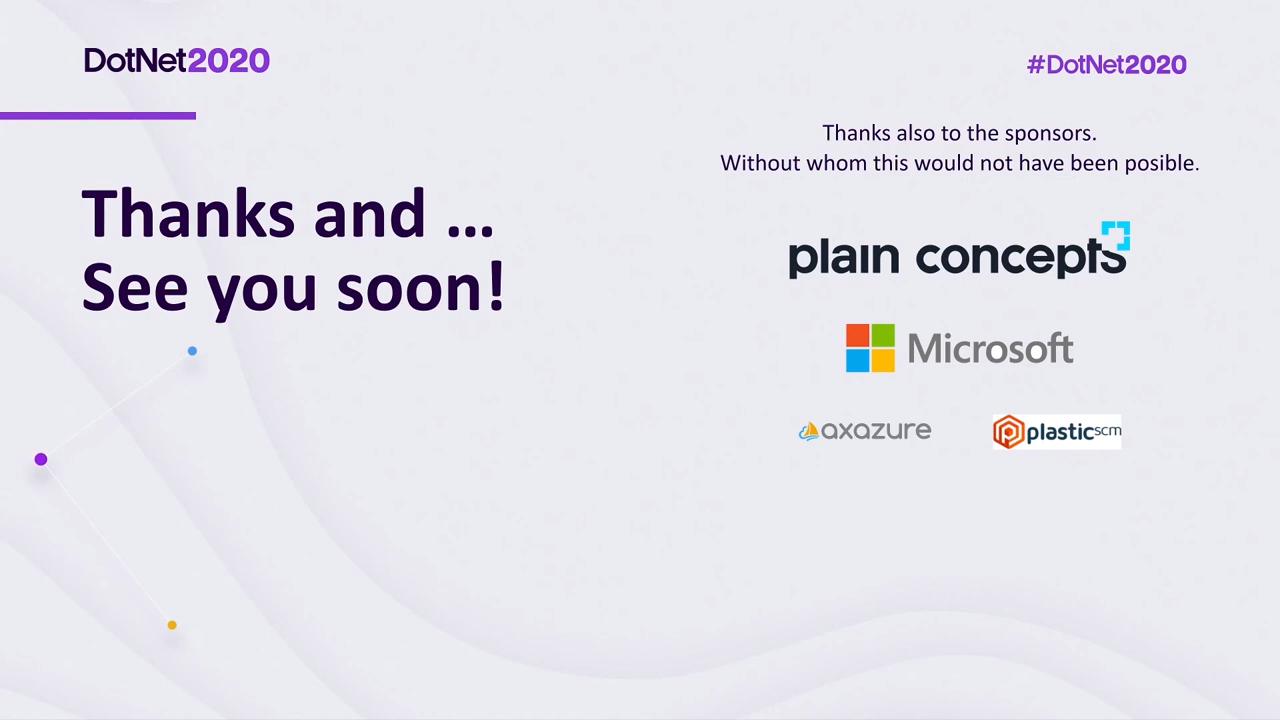 DotNet2020
#DotNet2020
Thanks and ...
See you soon!
Thanks also to the sponsors.
Without whom this would not have been posible.
plain concepts
Microsoft
axazure
plasticscm